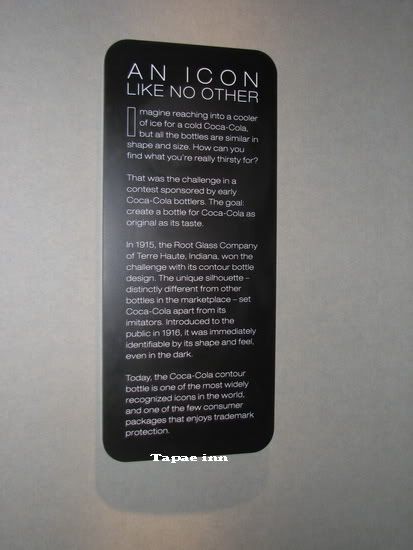 AN ICON
LIKE NO OTHER
Imagine reaching into a cooler
of ice for a cold Coca-Cola,
but all the bottles are similar in
shape and size. How can you
find what you're really thirsty for?
That was the challenge in a
contest sponsored by early
Coca-Cola bottlers. The goal:
create a bottle for Coca-Cola as
original as its taste.
In 1915, the Root Glass Company
of Terre Haute, Indiana, won the
challenge with its contour bottle
design. The unique silhouette –
distinctly different from other
bottles in the marketplace – set
Coca-Cola apart from its
imitators. Introduced to the
public in 1916, it was immediately
identifiable by its shape and feel,
even in the dark.
Today, the Coca-Cola contour
bottle is one of the most widely
recognized icons in the world,
and one of the few consumer
packages that enjoys trademark
protection.
Tapae inn